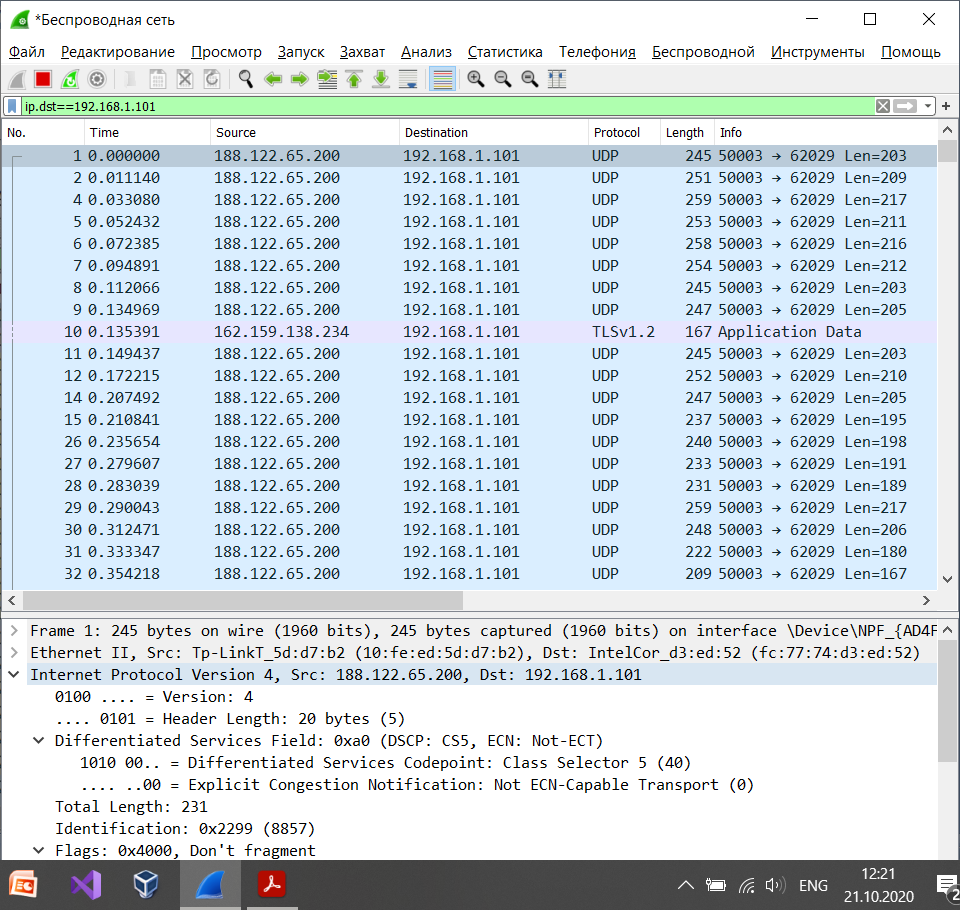 *Беспроводная сеть
Файл Редактирование Просмотр Запуск Захват Анализ Статистика Телефония Беспроводной Инструменты Помощь
ip.dst==192.168.1.101
No. Time Source Destination Protocol Length Info
1 0.000000 188.122.65.200 192.168.1.101 UDP 245 50003 → 62029 Len=203
2 0.011140 188.122.65.200 192.168.1.101 UDP 251 50003 → 62029 Len=209
4 0.033080 188.122.65.200 192.168.1.101 UDP 259 50003 → 62029 Len=217
5 0.052432 188.122.65.200 192.168.1.101 UDP 253 50003 → 62029 Len=211
6 0.072385 188.122.65.200 192.168.1.101 UDP 258 50003 → 62029 Len=216
7 0.094891 188.122.65.200 192.168.1.101 UDP 254 50003 → 62029 Len=212
8 0.112066 188.122.65.200 192.168.1.101 UDP 245 50003 → 62029 Len=203
9 0.134969 188.122.65.200 192.168.1.101 UDP 247 50003 → 62029 Len=205
10 0.135391 162.159.138.234 192.168.1.101 TLSv1.2 167 Application Data
11 0.149437 188.122.65.200 192.168.1.101 UDP 245 50003 → 62029 Len=203
12 0.172215 188.122.65.200 192.168.1.101 UDP 252 50003 → 62029 Len=210
14 0.207492 188.122.65.200 192.168.1.101 UDP 247 50003 → 62029 Len=205
15 0.210841 188.122.65.200 192.168.1.101 UDP 237 50003 → 62029 Len=195
26 0.235654 188.122.65.200 192.168.1.101 UDP 240 50003 → 62029 Len=198
27 0.279607 188.122.65.200 192.168.1.101 UDP 233 50003 → 62029 Len=191
28 0.283039 188.122.65.200 192.168.1.101 UDP 231 50003 → 62029 Len=189
29 0.290043 188.122.65.200 192.168.1.101 UDP 259 50003 → 62029 Len=217
30 0.312471 188.122.65.200 192.168.1.101 UDP 248 50003 → 62029 Len=206
31 0.333347 188.122.65.200 192.168.1.101 UDP 222 50003 → 62029 Len=180
32 0.354218 188.122.65.200 192.168.1.101 UDP 209 50003 → 62029 Len=167
Frame 1: 245 bytes on wire (1960 bits), 245 bytes captured (1960 bits) on interface \Device\NPF_{AD4F
Ethernet II, Src: Tp-LinkT_5d:d7:b2 (10:fe:ed:5d:d7:b2), Dst: IntelCor_d3:ed:52 (fc:77:74:d3:ed:52)
Internet Protocol Version 4, Src: 188.122.65.200, Dst: 192.168.1.101
0100 .... = Version: 4
.... 0101 = Header Length: 20 bytes (5)
Differentiated Services Field: 0xa0 (DSCP: CS5, ECN: Not-ECT)
1010 00.. = Differentiated Services Codepoint: Class Selector 5 (40)
.... ..00 = Explicit Congestion Notification: Not ECN-Capable Transport (0)
Total Length: 231
Identification: 0x2299 (8857)
Flags: 0x4000, Don't fragment
ENG
12:21
21.10.2020
2